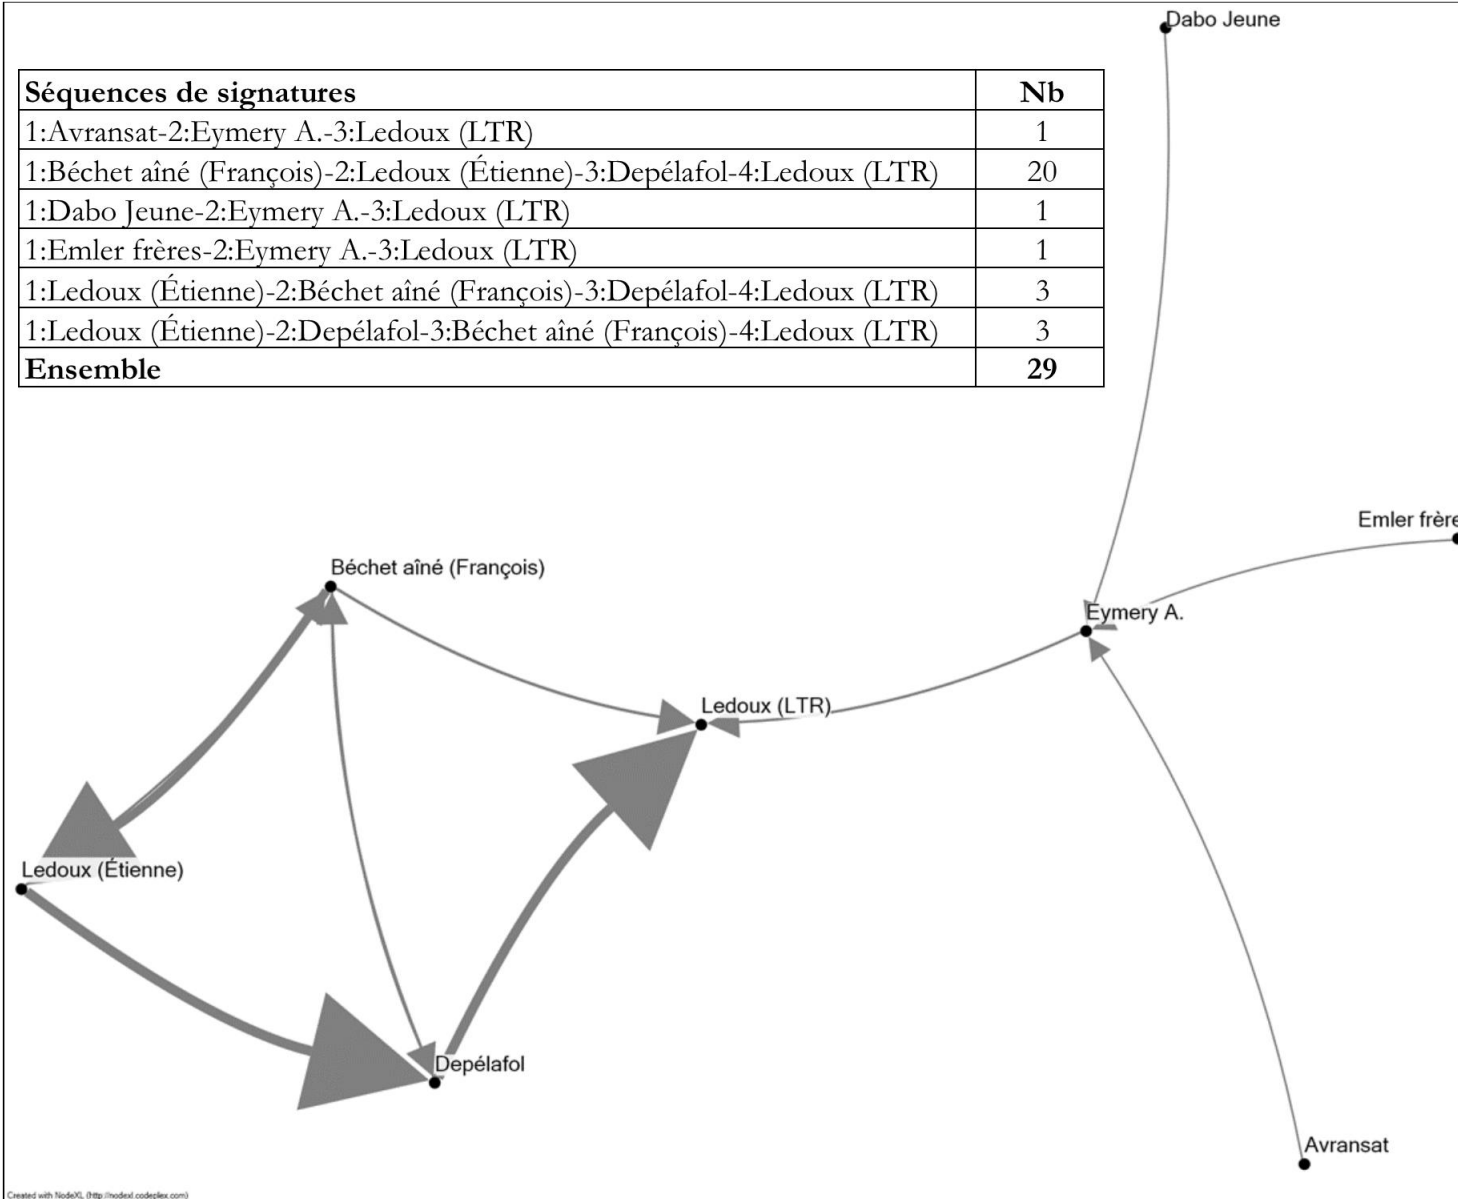 Dabo Jeune
Séquences de signatures Nb
1:Avransat-2:Eymery A.-3:Ledoux (LTR) 1
1:Béchet aîné (François)-2:Ledoux (Étienne)-3:Depélafol-4:Ledoux (LTR) 20
1:Dabo Jeune-2:Eymery A.-3:Ledoux (LTR) 1
1:Emler frères-2:Eymery A.-3:Ledoux (LTR) 1
1:Ledoux (Étienne)-2:Béchet aîné (François)-3:Depélafol-4:Ledoux (LTR) 3
1:Ledoux (Étienne)-2:Depélafol-3:Béchet aîné (François)-4:Ledoux (LTR) 3
Ensemble 29
Emler frère
Béchet aîné (François)
Eymery A.
Ledoux (LTR)
Ledoux (Étienne)
Depélafol
Avransat
Created with NodeXL (http://nodexl.codeplex.com)